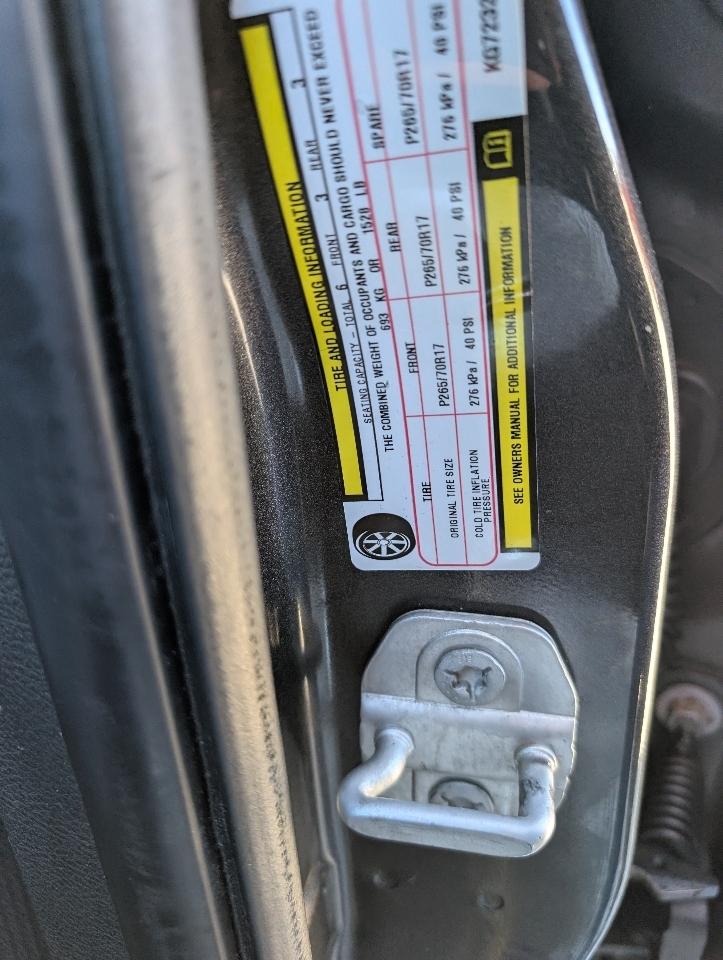 TIRE AND LOADING INFORMATION
SEATING CAPACITY – TOTAL 6 FRONT 3 REAR 3
THE COMBINED WEIGHT OF OCCUPANTS AND CARGO SHOULD NEVER EXCEED
693 KG OR 1528 LB
TIRE FRONT REAR SPARE
ORIGINAL TIRE SIZE P265/70R17 P265/70R17 P265/70R17
COLD TIRE INFLATION PRESSURE 276 kPa / 40 PSI 276 kPa / 40 PSI 276 kPa / 40 PSI
SEE OWNERS MANUAL FOR ADDITIONAL INFORMATION